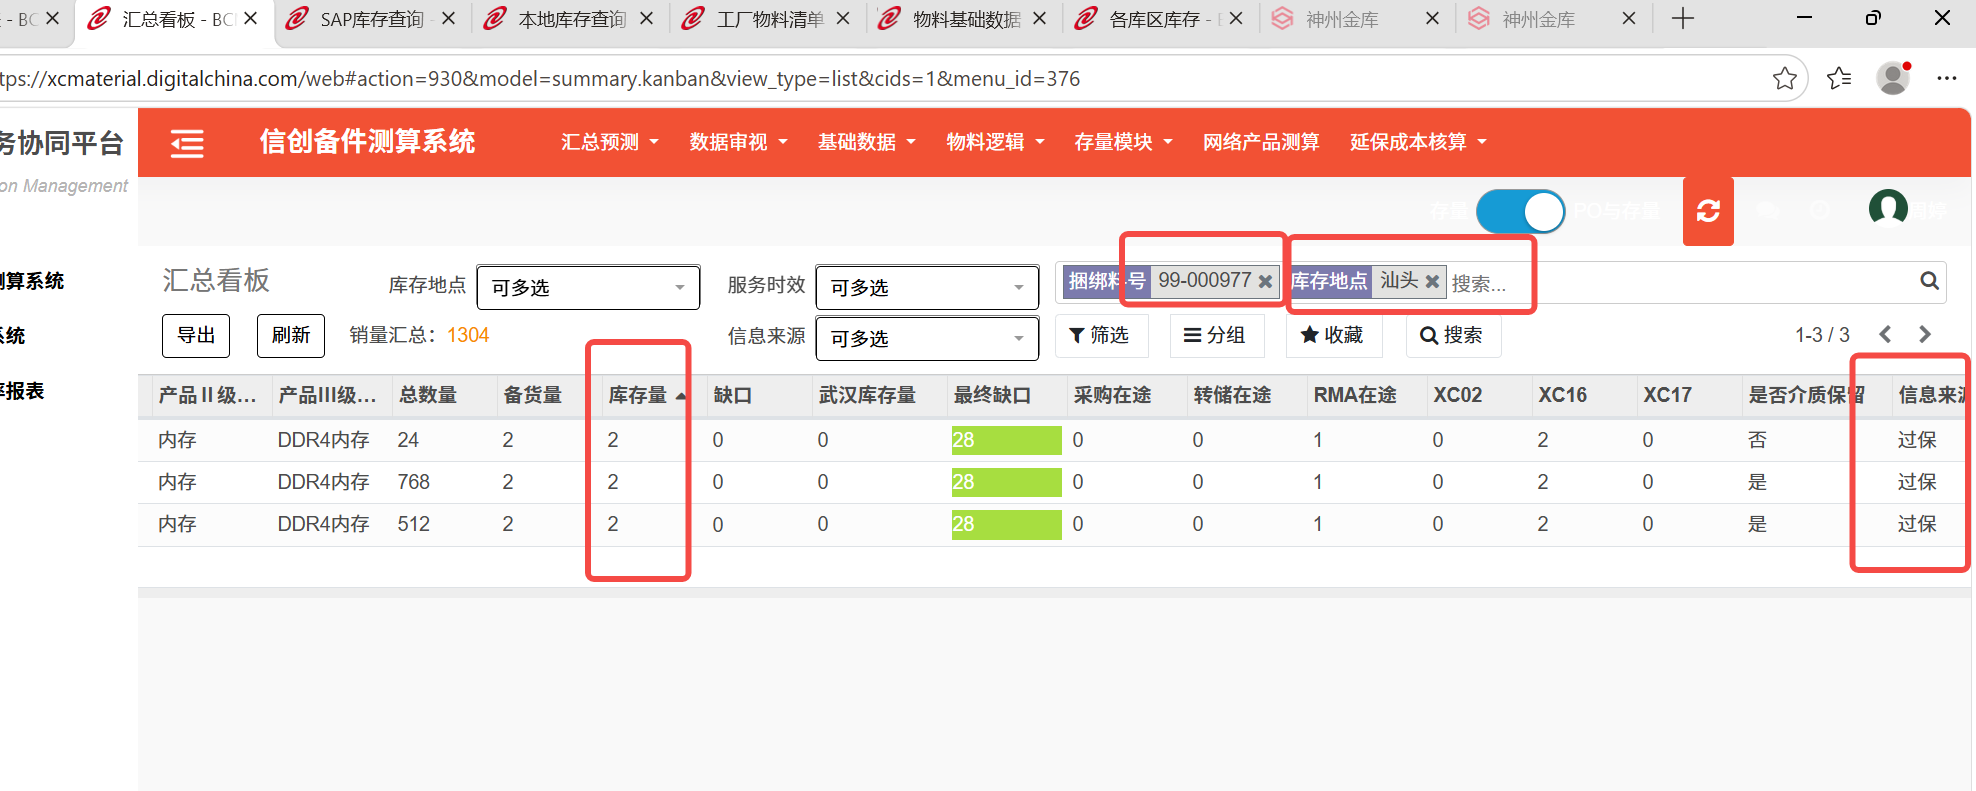 - BC 汇总看板 - BC SAP库存查询 - 本地库存查询 工厂物料清单 物料基础数据 各库区库存 - 神州金库 神州金库
tps://xcmaterial.digitalchina.com/web#action=930&model=summary.kanban&view_type=list&cids=1&menu_id=376
务协同平台
on Management
信创备件测算系统 汇总预测 数据审视 基础数据 物料逻辑 存量模块 网络产品测算 延保成本核算
存量 PO与存量
测算系统
系统
率报表
汇总看板 库存地点 可多选 服务时效 可多选 捆绑料号 99-000977 库存地点 汕头 搜索...
导出 刷新 销量汇总: 1304 信息来源 可多选 筛选 分组 收藏 搜索 1-3 / 3
产品Ⅱ级... 产品III级... 总数量 备货量 库存量 缺口 武汉库存量 最终缺口 采购在途 转储在途 RMA在途 XC02 XC16 XC17 是否介质保留 信息来源
内存 DDR4内存 24 2 2 0 0 28 0 0 1 0 2 0 否 过保
内存 DDR4内存 768 2 2 0 0 28 0 0 1 0 2 0 是 过保
内存 DDR4内存 512 2 2 0 0 28 0 0 1 0 2 0 是 过保